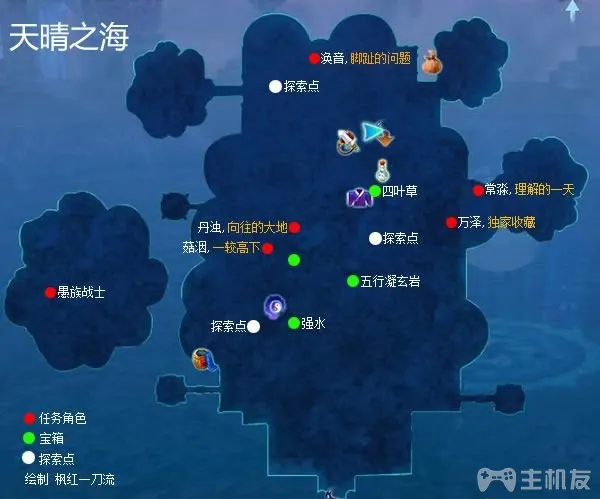 天晴之海
涣音, 脚趾的问题
探索点
四叶草
常淼, 理解的一天
丹浊, 向往的大地
万泽, 独家收藏
菇洇, 一较高下
探索点
五行凝玄岩
愚族战士
探索点
强水
任务角色
宝箱
探索点
绘制 枫红一刀流
主机友